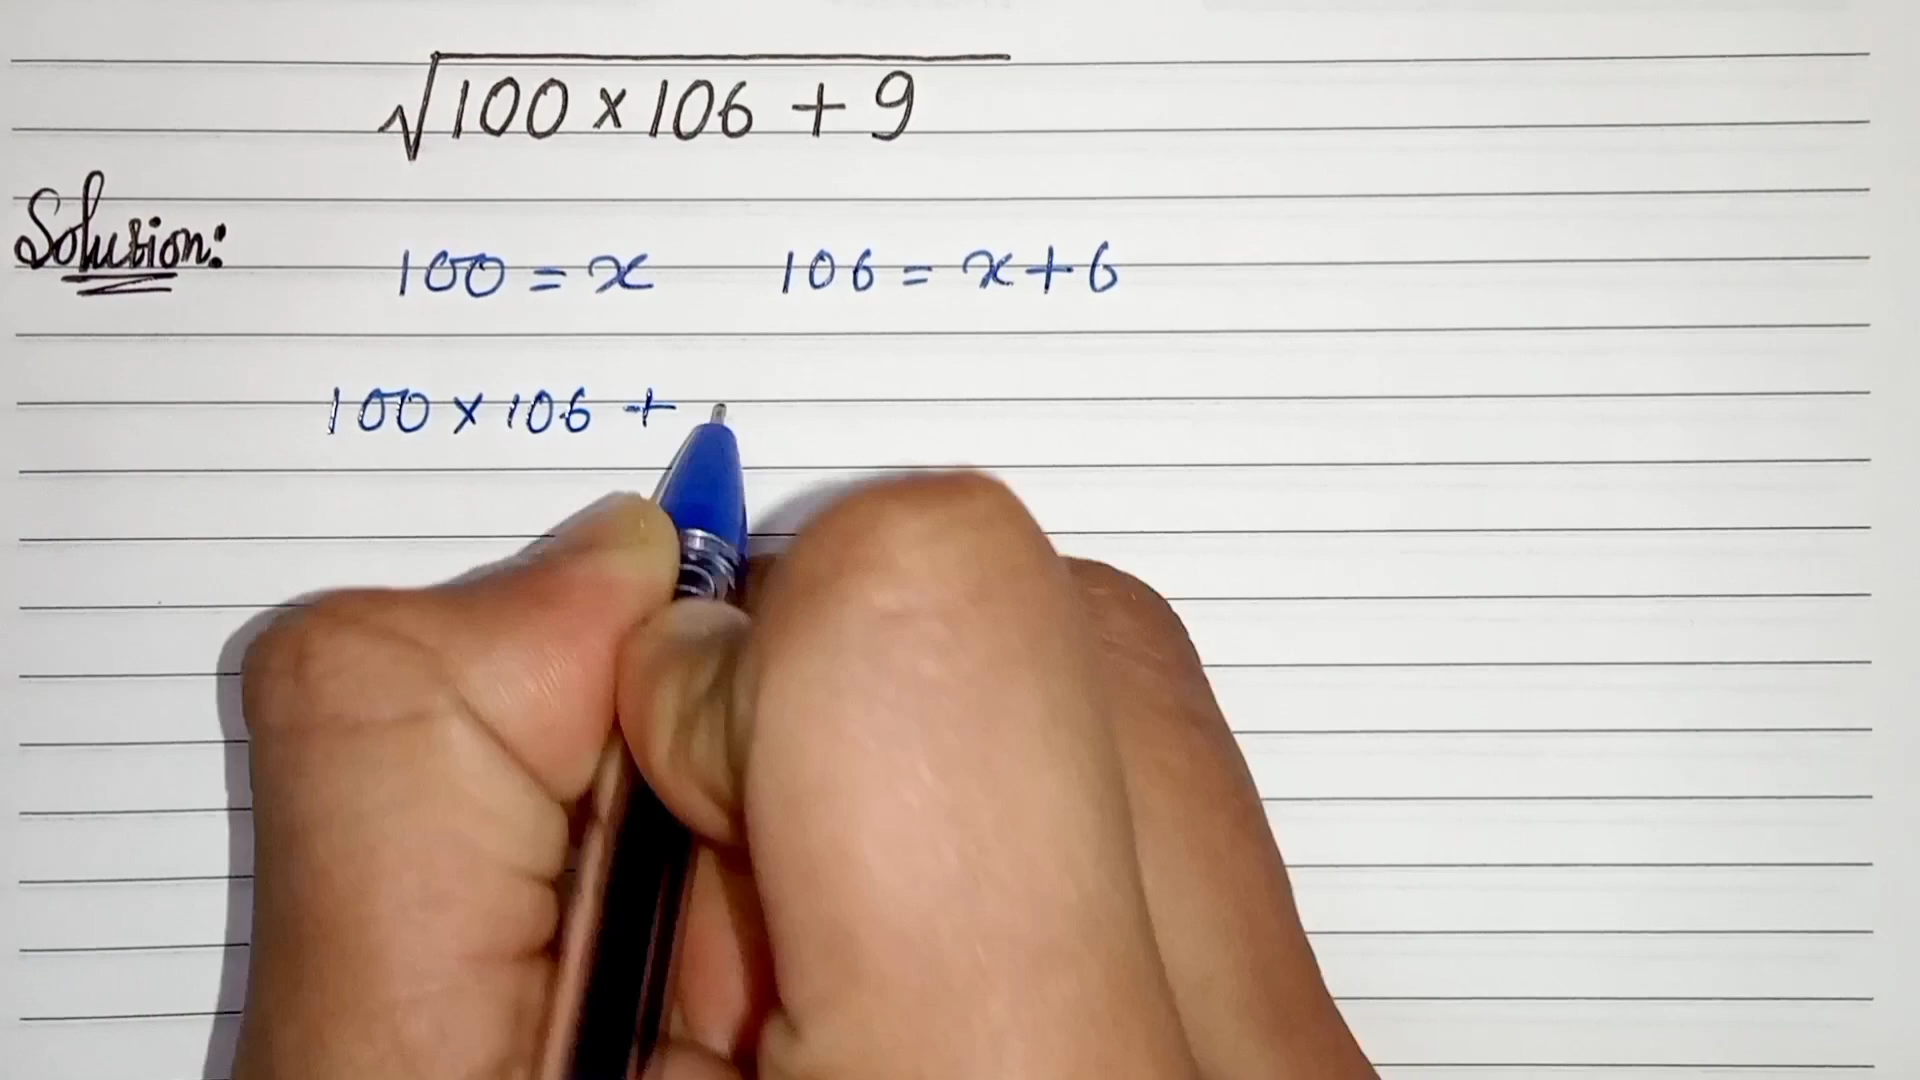 √100 × 106 + 9
Solution:
100 = x 106 = x + 6
100 × 106 +